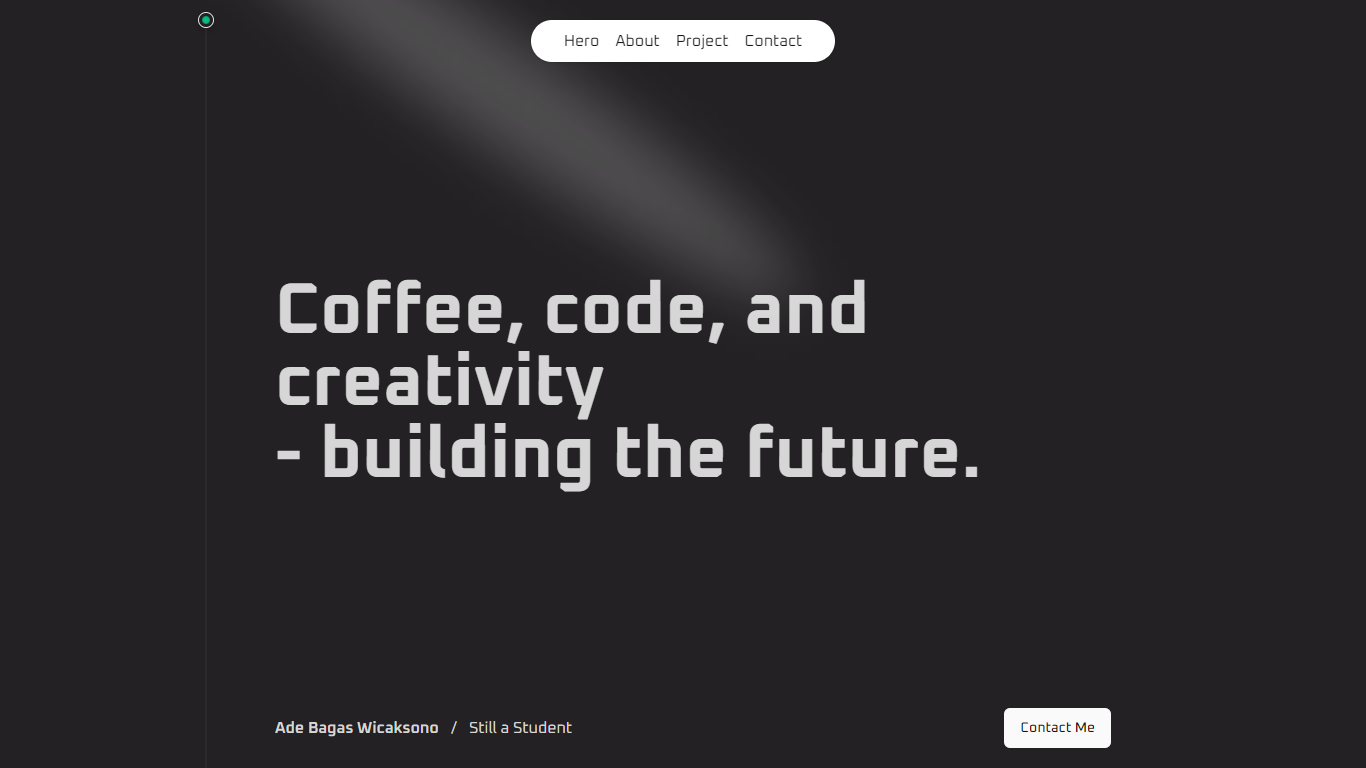 Hero About Project Contact
Coffee, code, and
creativity
- building the future.
Ade Bagas Wicaksono / Still a Student
Contact Me